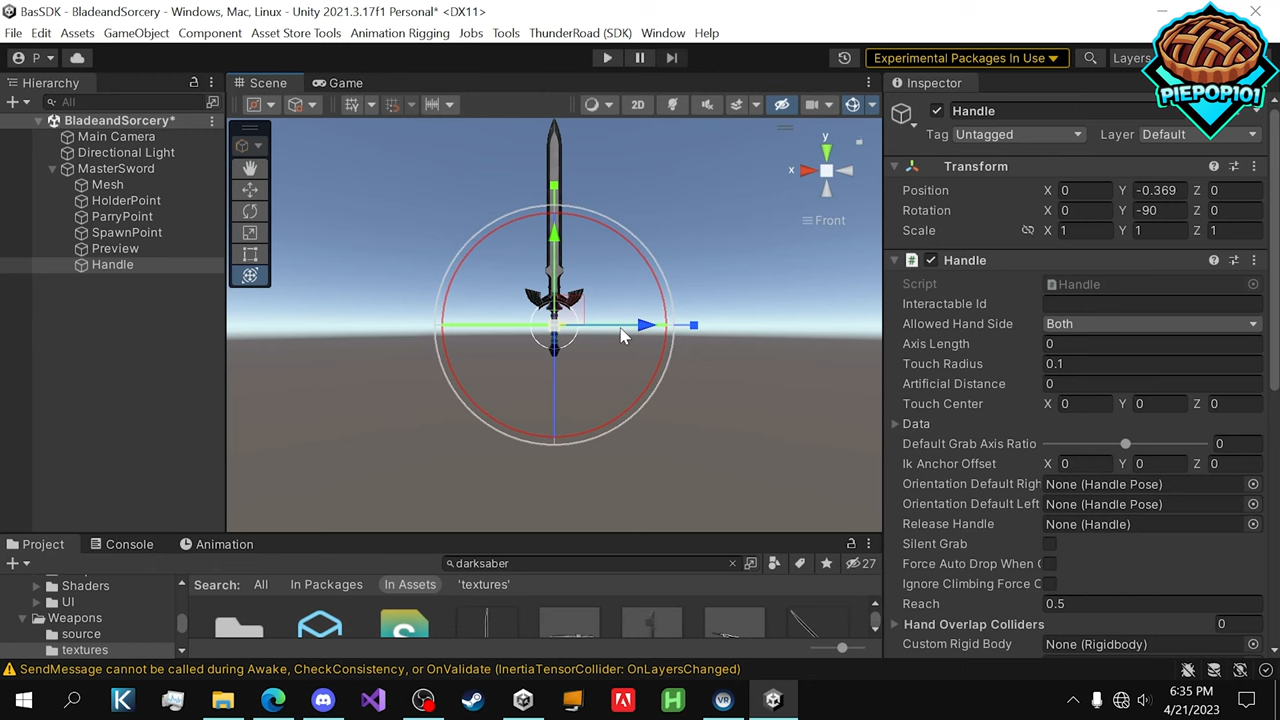 BasSDK - BladeandSorcery - Windows, Mac, Linux - Unity 2021.3.17f1 Personal* <DX11>
File Edit Assets GameObject Component Asset Store Tools Animation Rigging Jobs Tools ThunderRoad (SDK) Window Help
P Experimental Packages In Use Layers
PIEPOP101
Hierarchy
All
BladeandSorcery*
Main Camera
Directional Light
MasterSword
Mesh
HolderPoint
ParryPoint
SpawnPoint
Preview
Handle
Scene Game
2D
y
x
Front
Inspector
Handle
Tag Untagged Layer Default
Transform
Position X 0 Y -0.369 Z 0
Rotation X 0 Y -90 Z 0
Scale X 1 Y 1 Z 1
Handle
Script Handle
Interactable Id
Allowed Hand Side Both
Axis Length 0
Touch Radius 0.1
Artificial Distance 0
Touch Center X 0 Y 0 Z 0
Data
Default Grab Axis Ratio 0
Ik Anchor Offset X 0 Y 0 Z 0
Orientation Default Righ None (Handle Pose)
Orientation Default Left None (Handle Pose)
Release Handle None (Handle)
Silent Grab
Force Auto Drop When
Ignore Climbing Force
Reach 0.5
Hand Overlap Colliders 0
Custom Rigid Body None (Rigidbody)
Project Console Animation
darksaber
27
Shaders
UI
Weapons
source
textures
Search: All In Packages In Assets 'textures'
SendMessage cannot be called during Awake, CheckConsistency, or OnValidate (InertiaTensorCollider: OnLayersChanged)
6:35 PM
4/21/2023